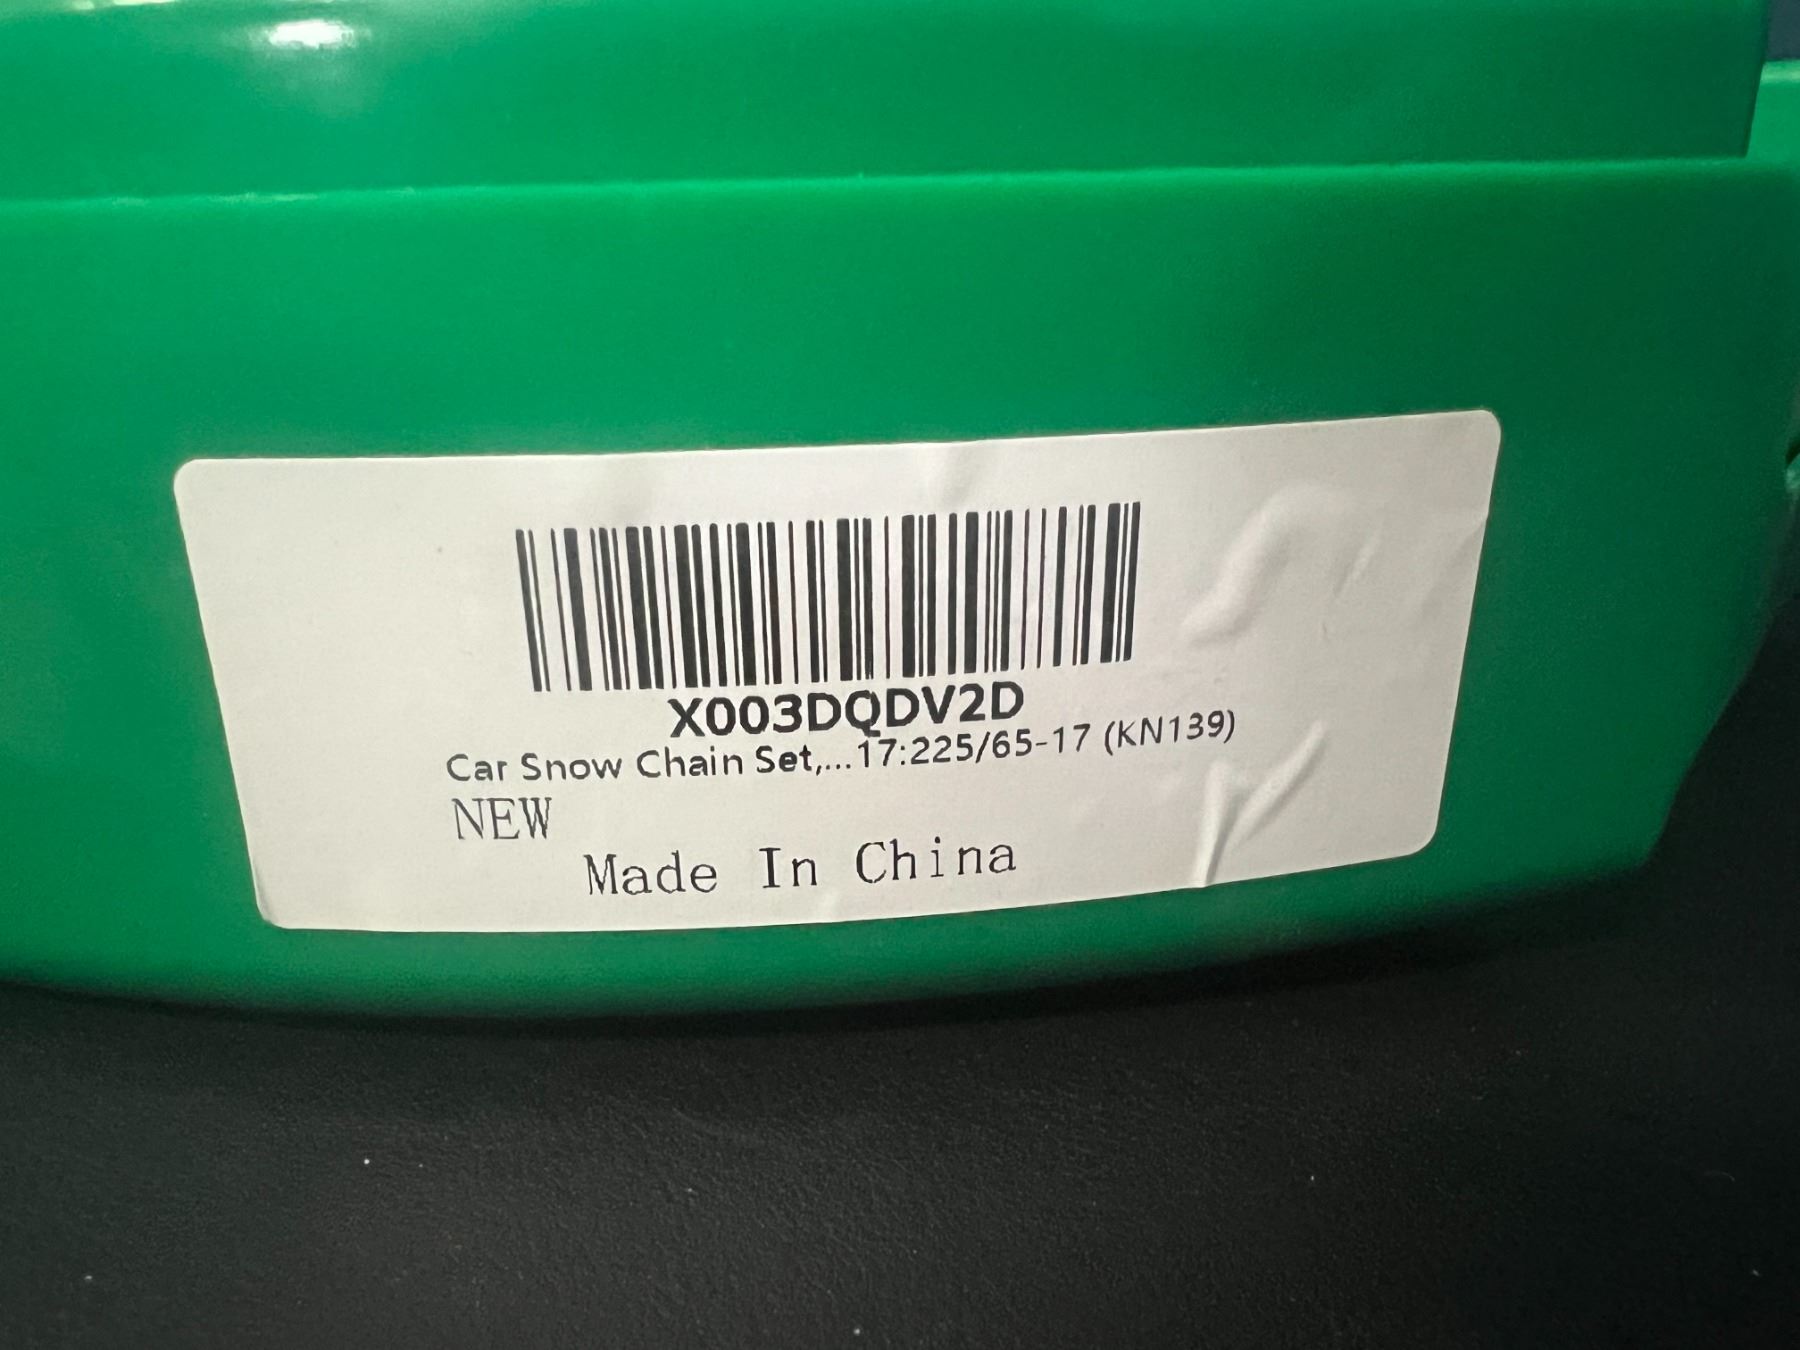 X003DQDV2D
Car Snow Chain Set,...17:225/65-17 (KN139)
NEW
Made In China